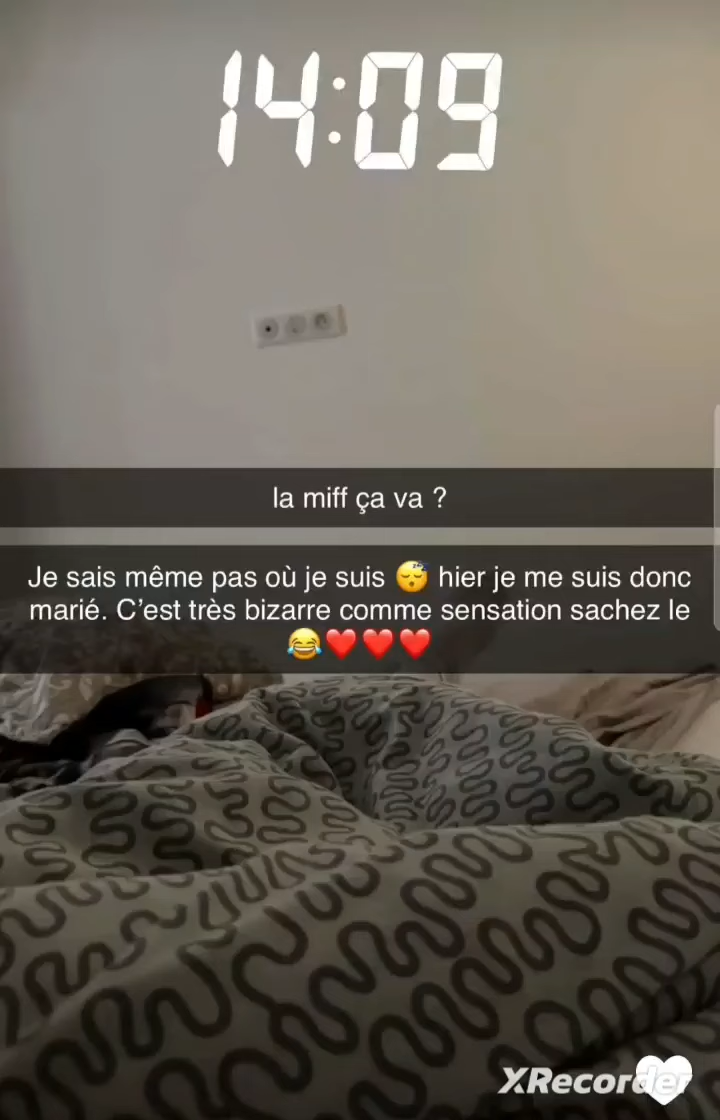 14:09
la miff ça va ?
Je sais même pas où je suis 😴 hier je me suis donc
marié. C’est très bizarre comme sensation sachez le
😂❤️❤️❤️
XRecorder